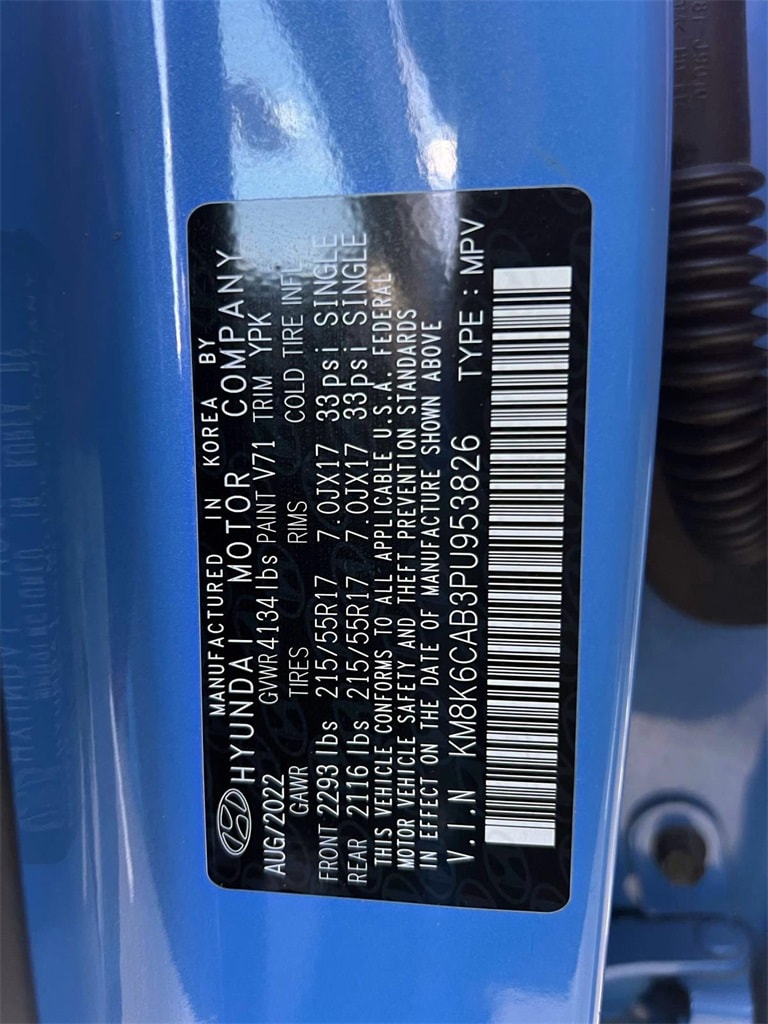 MANUFACTURED IN KOREA BY
HYUNDAI MOTOR COMPANY
AUG/2022 GVWR 4134 lbs PAINT V71 TRIM YPK
GAWR TIRES RIMS COLD TIRE INFL
FRONT 2293 lbs 215/55R17 7.0JX17 33psi SINGLE
REAR 2116 lbs 215/55R17 7.0JX17 33psi SINGLE
THIS VEHICLE CONFORMS TO ALL APPLICABLE U.S.A. FEDERAL
MOTOR VEHICLE SAFETY AND THEFT PREVENTION STANDARDS
IN EFFECT ON THE DATE OF MANUFACTURE SHOWN ABOVE
V.I.N KM8K6CAB3PU953826 TYPE : MPV